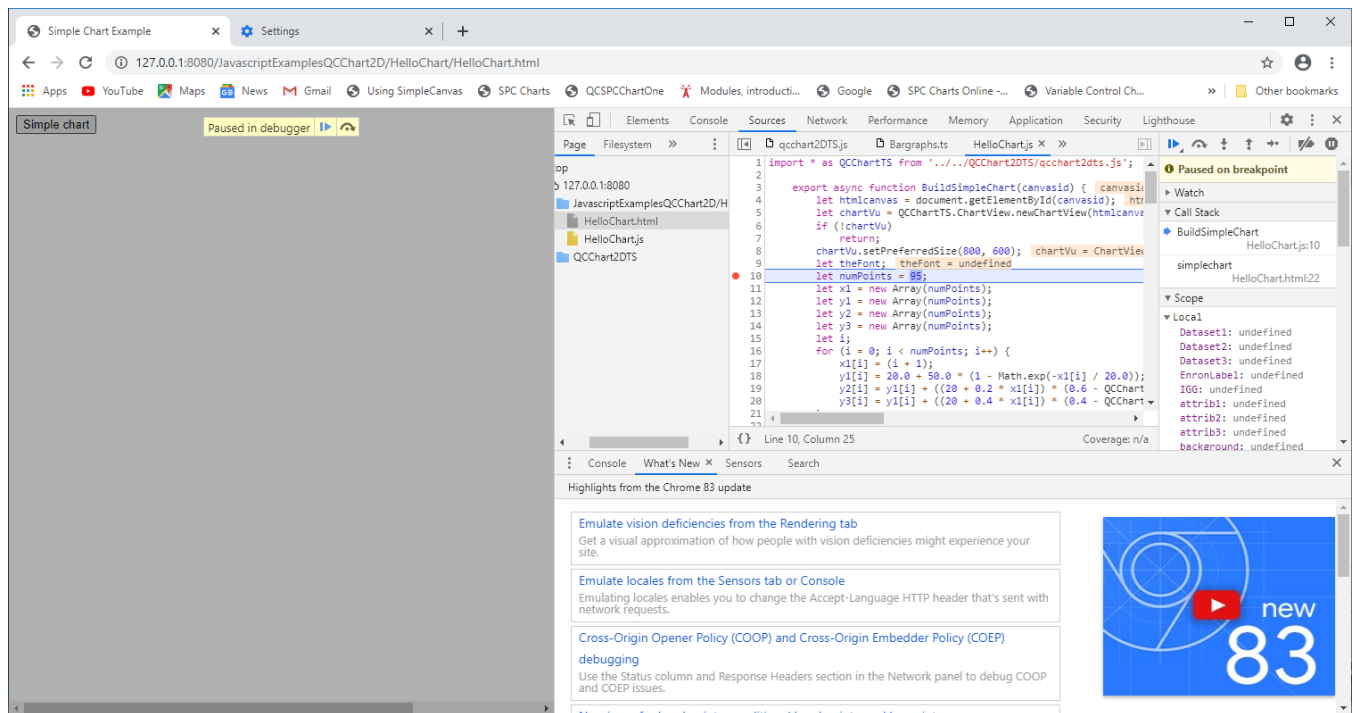 Simple Chart Example
Settings
127.0.0.1:8080/JavascriptExamplesQCChart2D/HelloChart/HelloChart.html
Apps YouTube Maps News Gmail Using SimpleCanvas SPC Charts QCSPCChartOne Modules, introducti... Google SPC Charts Online -... Variable Control Ch... » Other bookmarks
Simple chart
Paused in debugger
Elements Console Sources Network Performance Memory Application Security Lighthouse
Page Filesystem »
qcchart2DTS.js Bargraphs.ts HelloChart.js × »
top
127.0.0.1:8080
JavascriptExamplesQCChart2D/H
HelloChart.html
HelloChart.js
QCChart2DTS
1 import * as QCChartTS from '../../QCChart2DTS/qcchart2dts.js';
2
3 export async function BuildSimpleChart(canvasid) { canvasid
4 let htmlcanvas = document.getElementById(canvasid); htm
5 let chartVu = QCChartTS.ChartView.newChartView(htmlcanva
6 if (!chartVu)
7 return;
8 chartVu.setPreferredSize(800, 600); chartVu = ChartView
9 let theFont; theFont = undefined
10 let numPoints = 95;
11 let x1 = new Array(numPoints);
12 let y1 = new Array(numPoints);
13 let y2 = new Array(numPoints);
14 let y3 = new Array(numPoints);
15 let i;
16 for (i = 0; i < numPoints; i++) {
17 x1[i] = (i + 1);
18 y1[i] = 20.0 + 50.0 * (1 - Math.exp(-x1[i] / 20.0));
19 y2[i] = y1[i] + ((20 + 0.2 * x1[i]) * (0.6 - QCChart
20 y3[i] = y1[i] + ((20 + 0.4 * x1[i]) * (0.4 - QCChart
21
22
{} Line 10, Column 25 Coverage: n/a
Paused on breakpoint
Watch
Call Stack
BuildSimpleChart
HelloChart.js:10
simplechart
HelloChart.html:22
Scope
Local
Dataset1: undefined
Dataset2: undefined
Dataset3: undefined
EnronLabel: undefined
IGG: undefined
attrib1: undefined
attrib2: undefined
attrib3: undefined
background: undefined
Console What's New × Sensors Search
Highlights from the Chrome 83 update
Emulate vision deficiencies from the Rendering tab
Get a visual approximation of how people with vision deficiencies might experience your
site.
Emulate locales from the Sensors tab or Console
Emulating locales enables you to change the Accept-Language HTTP header that's sent with
network requests.
Cross-Origin Opener Policy (COOP) and Cross-Origin Embedder Policy (COEP)
debugging
Use the Status column and Response Headers section in the Network panel to debug COOP
and COEP issues.
new
83